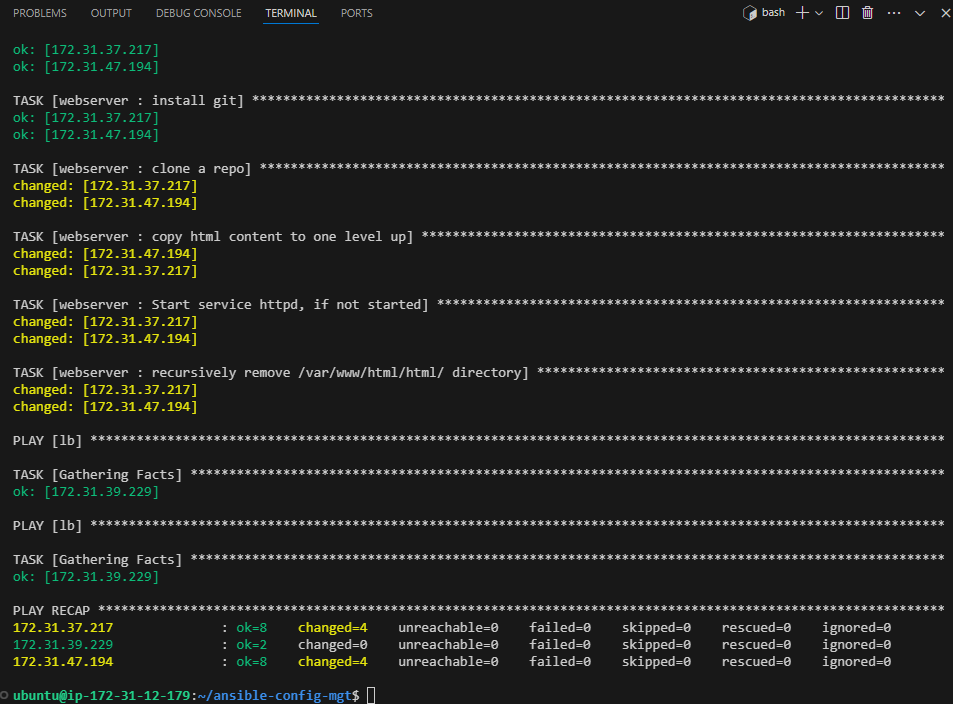 PROBLEMS OUTPUT DEBUG CONSOLE TERMINAL PORTS bash
ok: [172.31.37.217]
ok: [172.31.47.194]
TASK [webserver : install git] ******************************************************************************************
ok: [172.31.37.217]
ok: [172.31.47.194]
TASK [webserver : clone a repo] *****************************************************************************************
changed: [172.31.37.217]
changed: [172.31.47.194]
TASK [webserver : copy html content to one level up] ********************************************************************
changed: [172.31.47.194]
changed: [172.31.37.217]
TASK [webserver : Start service httpd, if not started] ******************************************************************
changed: [172.31.37.217]
changed: [172.31.47.194]
TASK [webserver : recursively remove /var/www/html/html/ directory] *****************************************************
changed: [172.31.37.217]
changed: [172.31.47.194]
PLAY [lb] ***************************************************************************************************************
TASK [Gathering Facts] **************************************************************************************************
ok: [172.31.39.229]
PLAY [lb] ***************************************************************************************************************
TASK [Gathering Facts] **************************************************************************************************
ok: [172.31.39.229]
PLAY RECAP **************************************************************************************************************
172.31.37.217 : ok=8 changed=4 unreachable=0 failed=0 skipped=0 rescued=0 ignored=0
172.31.39.229 : ok=2 changed=0 unreachable=0 failed=0 skipped=0 rescued=0 ignored=0
172.31.47.194 : ok=8 changed=4 unreachable=0 failed=0 skipped=0 rescued=0 ignored=0
ubuntu@ip-172-31-12-179:~/ansible-config-mgt$